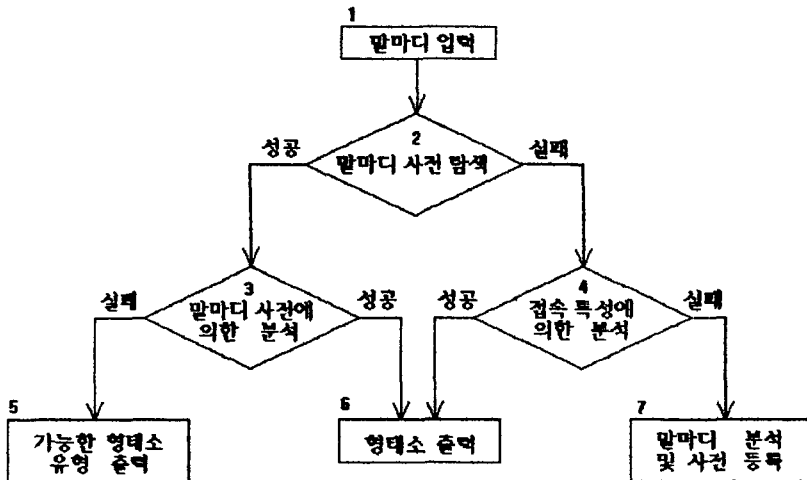 1
말마디 입력
2
성공
말마디 사전 탐색
실패
3
실패
말마디 사전에
의한 분석
성공
4
성공
접속 특성에
의한 분석
실패
5
가능한 형태소
유형 출력
6
형태소 출력
7
말마디 분석
및 사전 등록